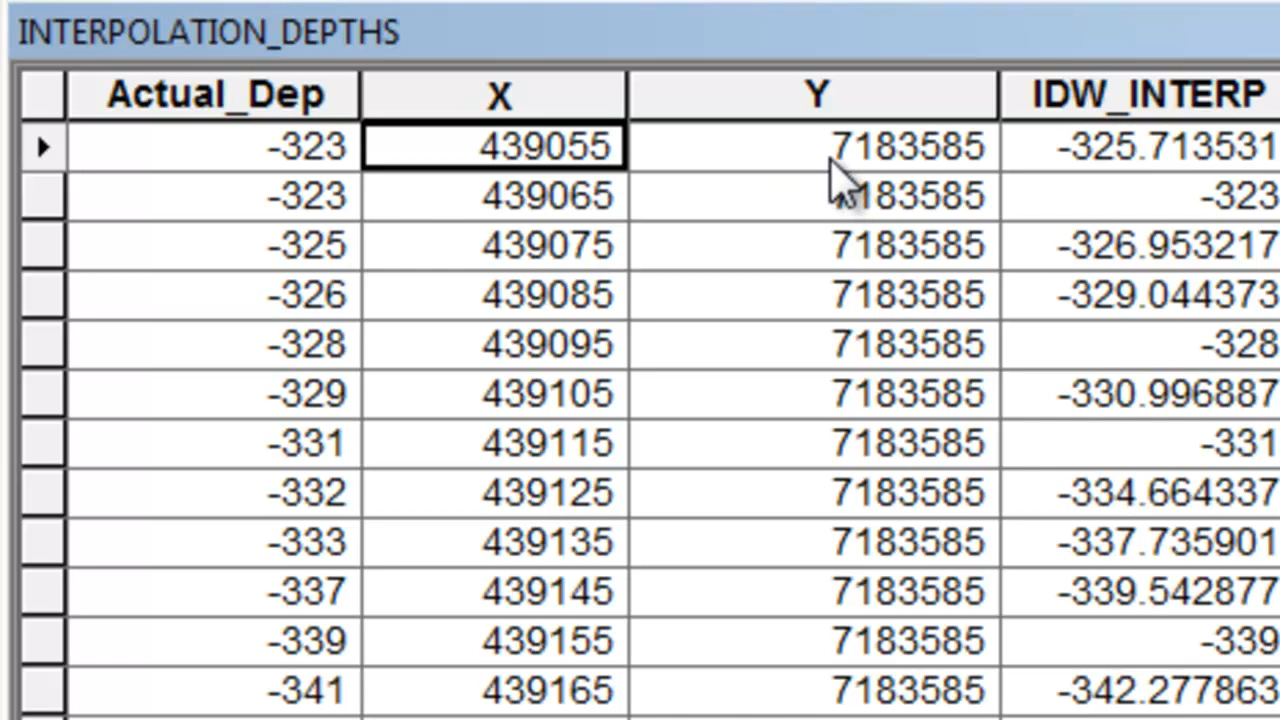 INTERPOLATION_DEPTHS
Actual_Dep X Y IDW_INTERP
-323 439055 7183585 -325.713531
-323 439065 7183585 -323
-325 439075 7183585 -326.953217
-326 439085 7183585 -329.044373
-328 439095 7183585 -328
-329 439105 7183585 -330.996887
-331 439115 7183585 -331
-332 439125 7183585 -334.664337
-333 439135 7183585 -337.735901
-337 439145 7183585 -339.542877
-339 439155 7183585 -339
-341 439165 7183585 -342.277863